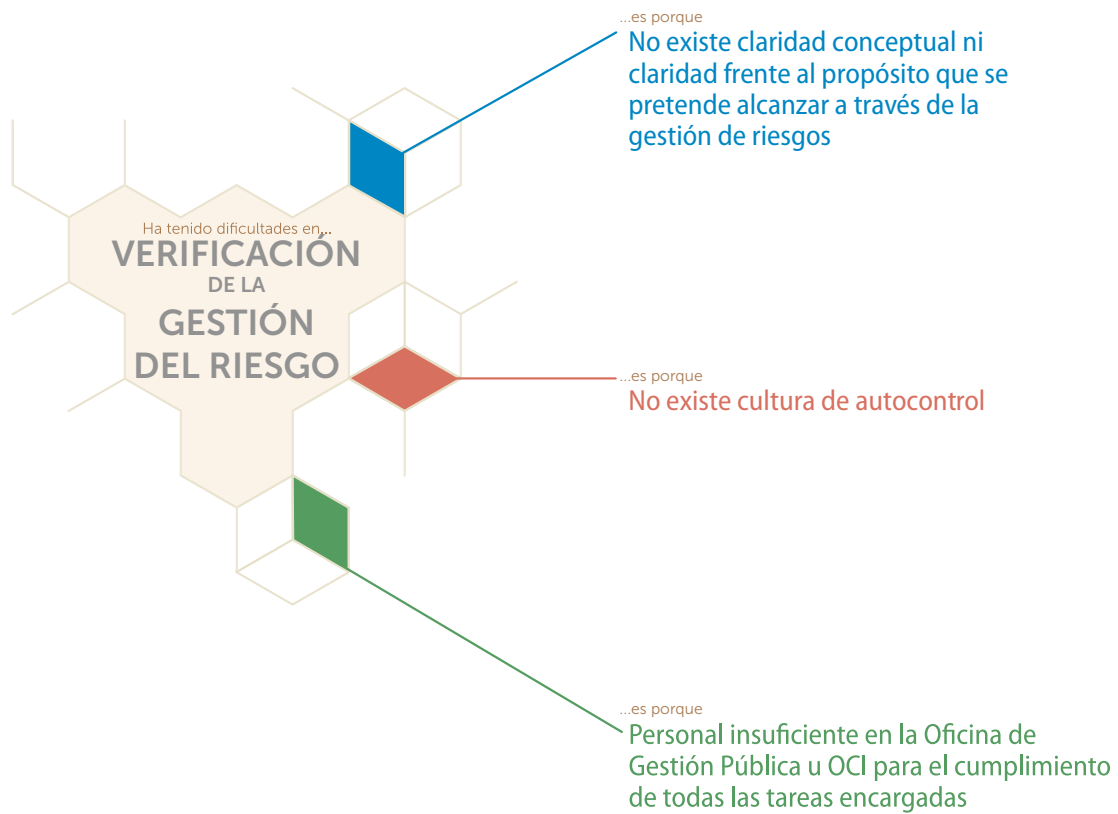 ...es porque
No existe claridad conceptual ni
claridad frente al propósito que se
pretende alcanzar a través de la
gestión de riesgos
Ha tenido dificultades en...
VERIFICACIÓN
DE LA
GESTIÓN
DEL RIESGO
...es porque
No existe cultura de autocontrol
...es porque
Personal insuficiente en la Oficina de
Gestión Pública u OCI para el cumplimiento
de todas las tareas encargadas